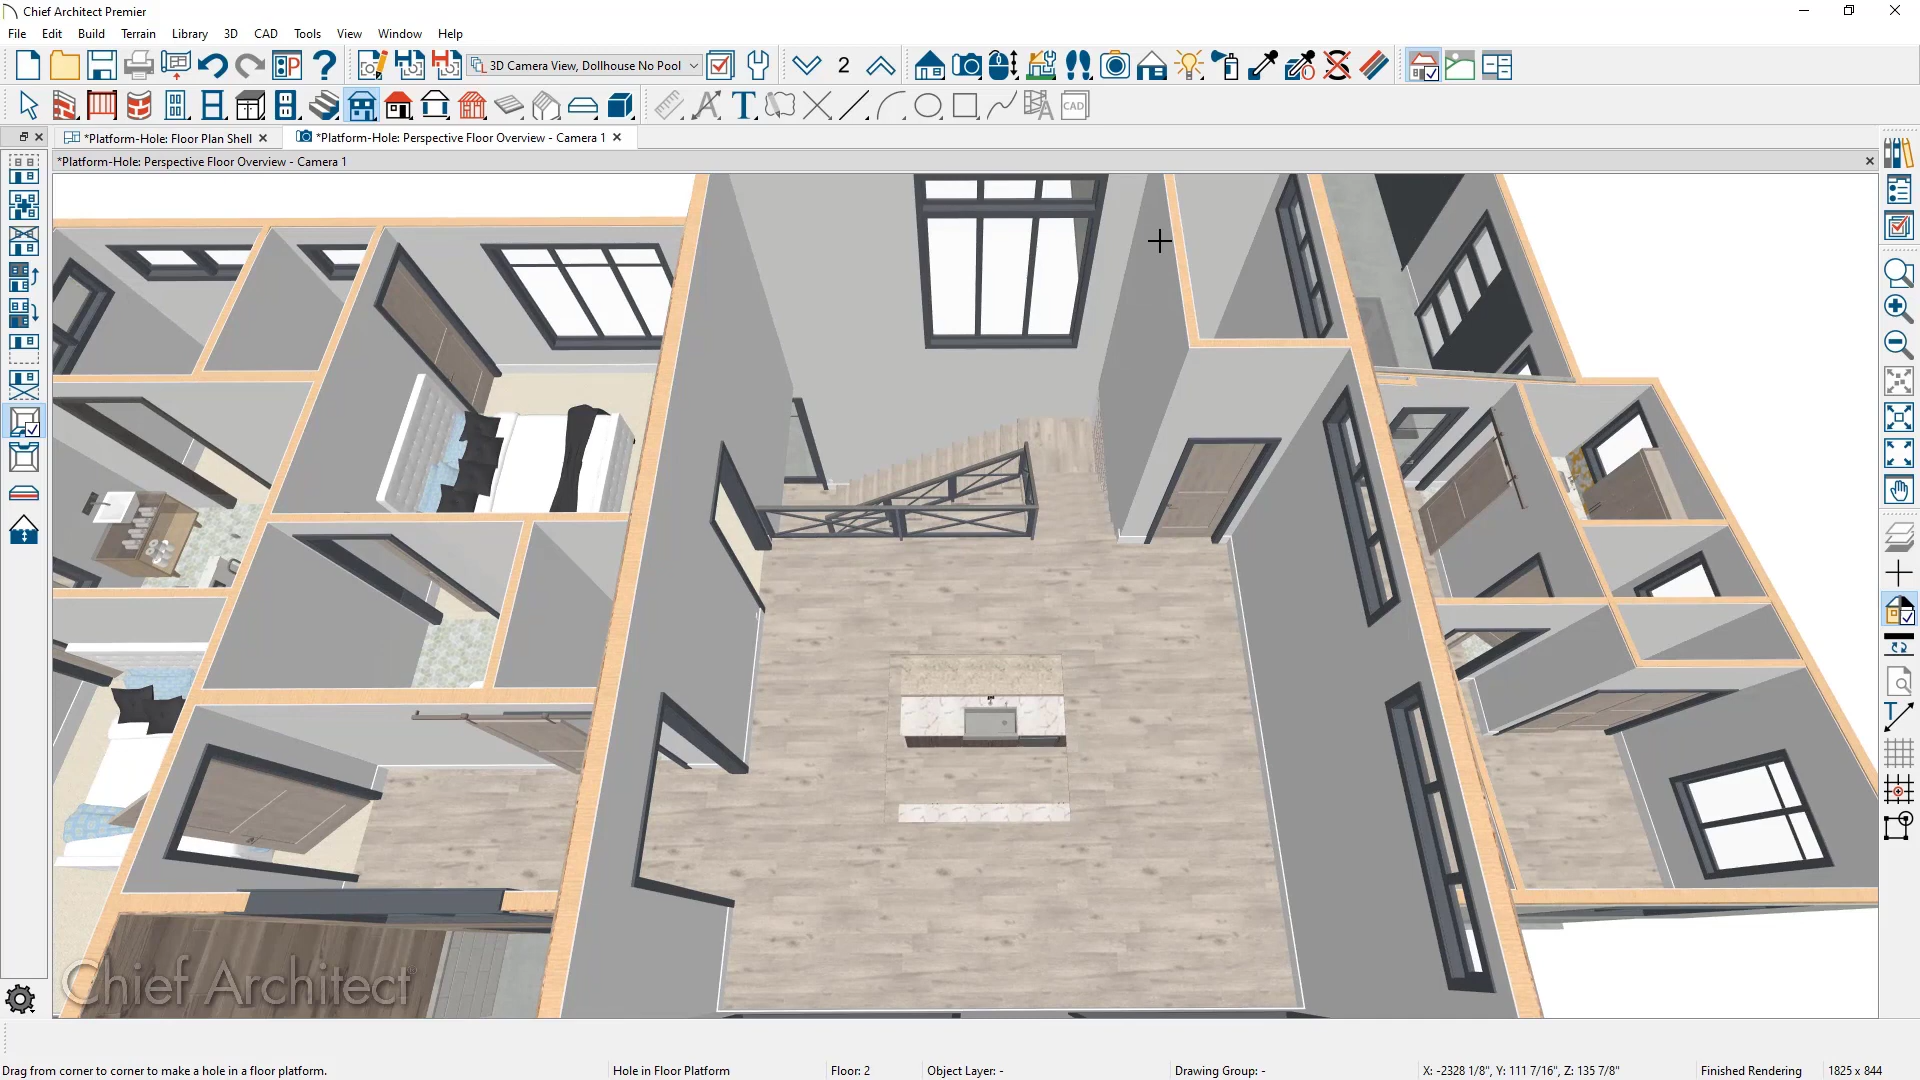 Chief Architect Premier
File Edit Build Terrain Library 3D CAD Tools View Window Help
3D Camera View, Dollhouse No Pool
2
CAD
*Platform-Hole: Floor Plan Shell
*Platform-Hole: Perspective Floor Overview - Camera 1
*Platform-Hole: Perspective Floor Overview - Camera 1
Chief Architect
Drag from corner to corner to make a hole in a floor platform.
Hole in Floor Platform
Floor: 2
Object Layer: -
Drawing Group: -
X: -2328 1/8", Y: 111 7/16", Z: 135 7/8"
Finished Rendering
1825 x 844